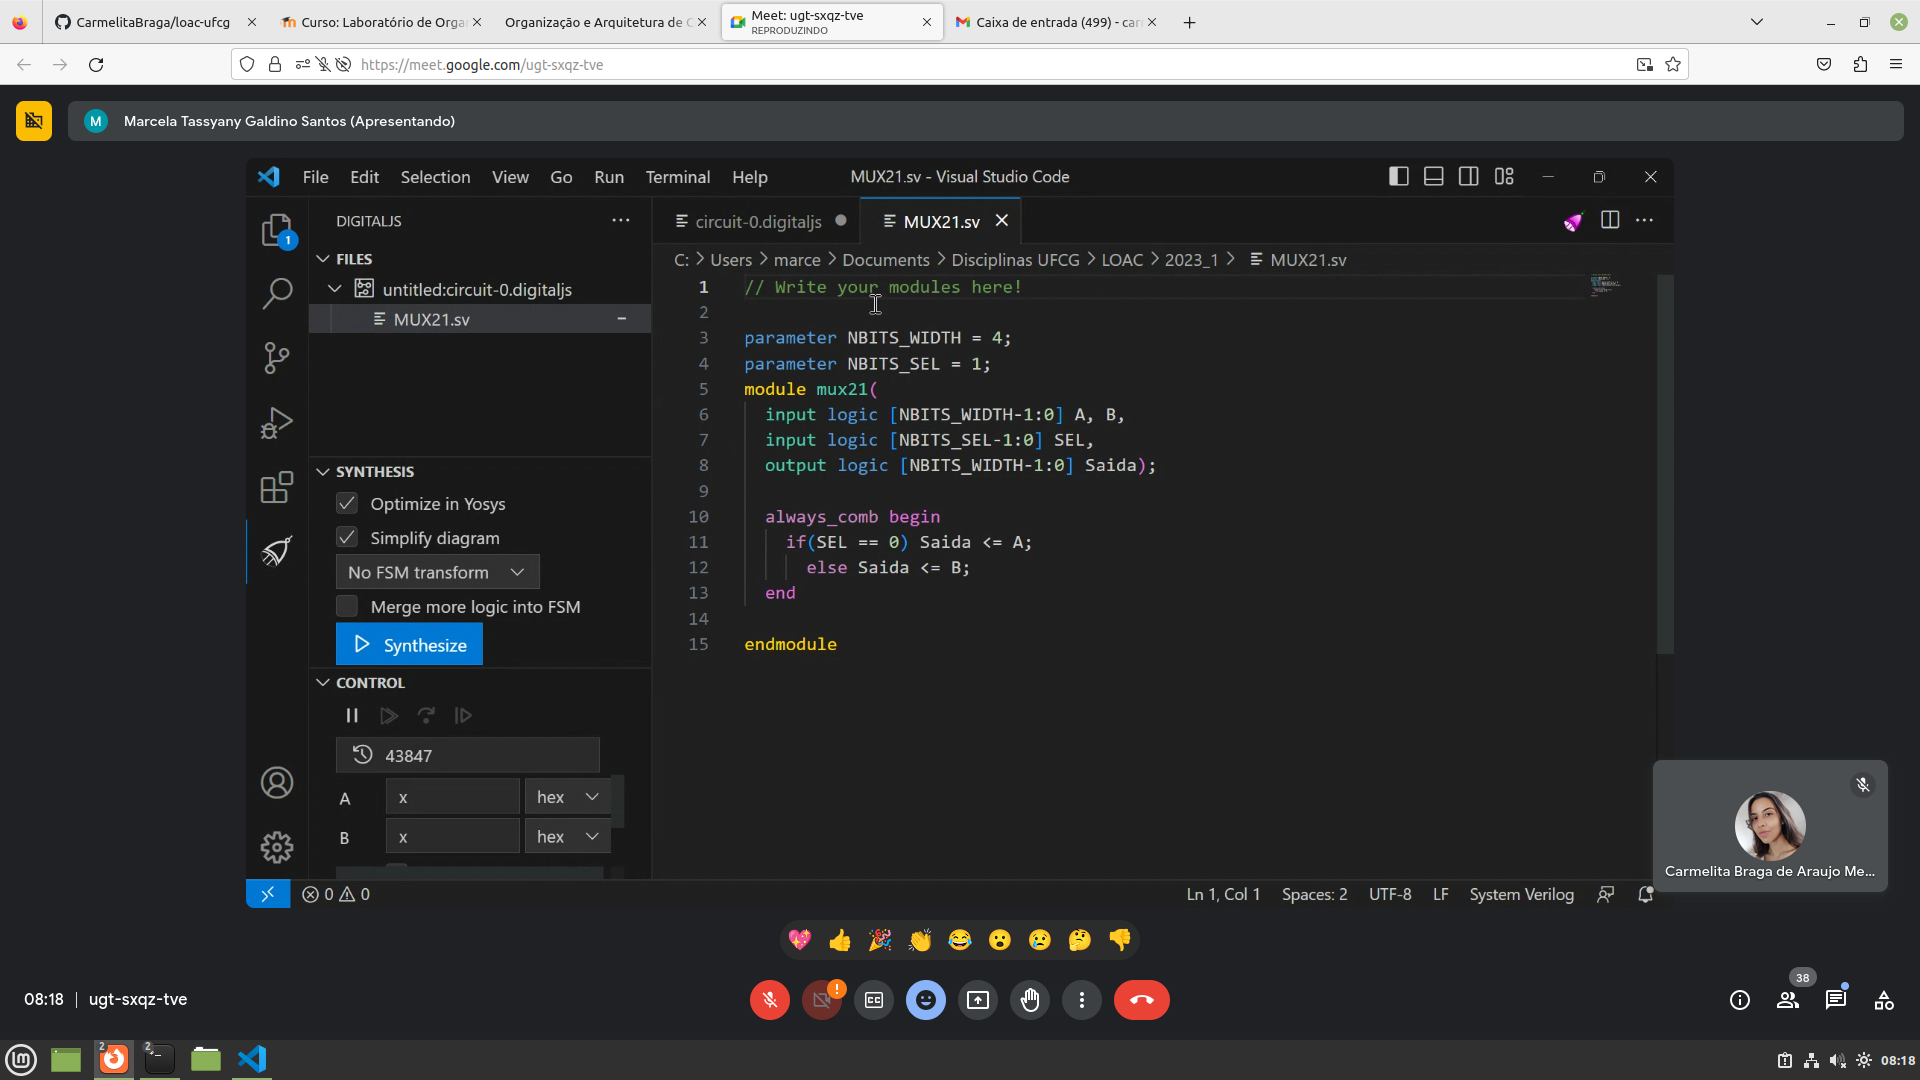 CarmelitaBraga/loac-ufcg
Curso: Laboratório de Orga
Organização e Arquitetura de C
Meet: ugt-sxqz-tve
REPRODUZINDO
Caixa de entrada (499) - car
https://meet.google.com/ugt-sxqz-tve
M
Marcela Tassyany Galdino Santos (Apresentando)
File Edit Selection View Go Run Terminal Help
MUX21.sv - Visual Studio Code
1
DIGITALJS
circuit-0.digitaljs
MUX21.sv
C: > Users > marce > Documents > Disciplinas UFCG > LOAC > 2023_1 > MUX21.sv
FILES
untitled:circuit-0.digitaljs
MUX21.sv
SYNTHESIS
Optimize in Yosys
Simplify diagram
No FSM transform
Merge more logic into FSM
Synthesize
CONTROL
43847
A x hex
B x hex
1 // Write your modules here!
2
3 parameter NBITS_WIDTH = 4;
4 parameter NBITS_SEL = 1;
5 module mux21(
6 input logic [NBITS_WIDTH-1:0] A, B,
7 input logic [NBITS_SEL-1:0] SEL,
8 output logic [NBITS_WIDTH-1:0] Saida);
9
10 always_comb begin
11 if(SEL == 0) Saida <= A;
12 else Saida <= B;
13 end
14
15 endmodule
0 0
Ln 1, Col 1 Spaces: 2 UTF-8 LF System Verilog
Carmelita Braga de Araujo Me...
08:18 | ugt-sxqz-tve
!
CC
38
2
2
08:18